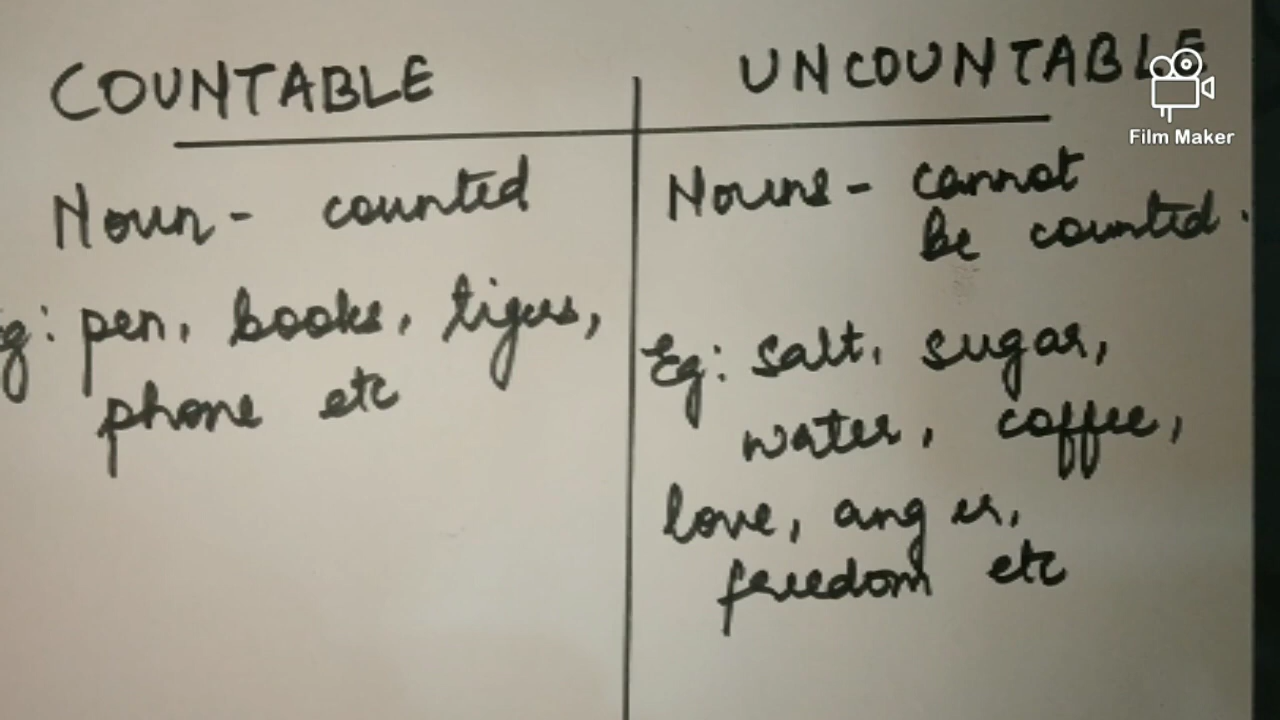 COUNTABLE
Noun - counted
Eg: pen, books, tigers,
phone etc
UNCOUNTABLE
Nouns - cannot
be counted.
Eg: salt, sugar,
water, coffee,
love, anger,
freedom etc
Film Maker